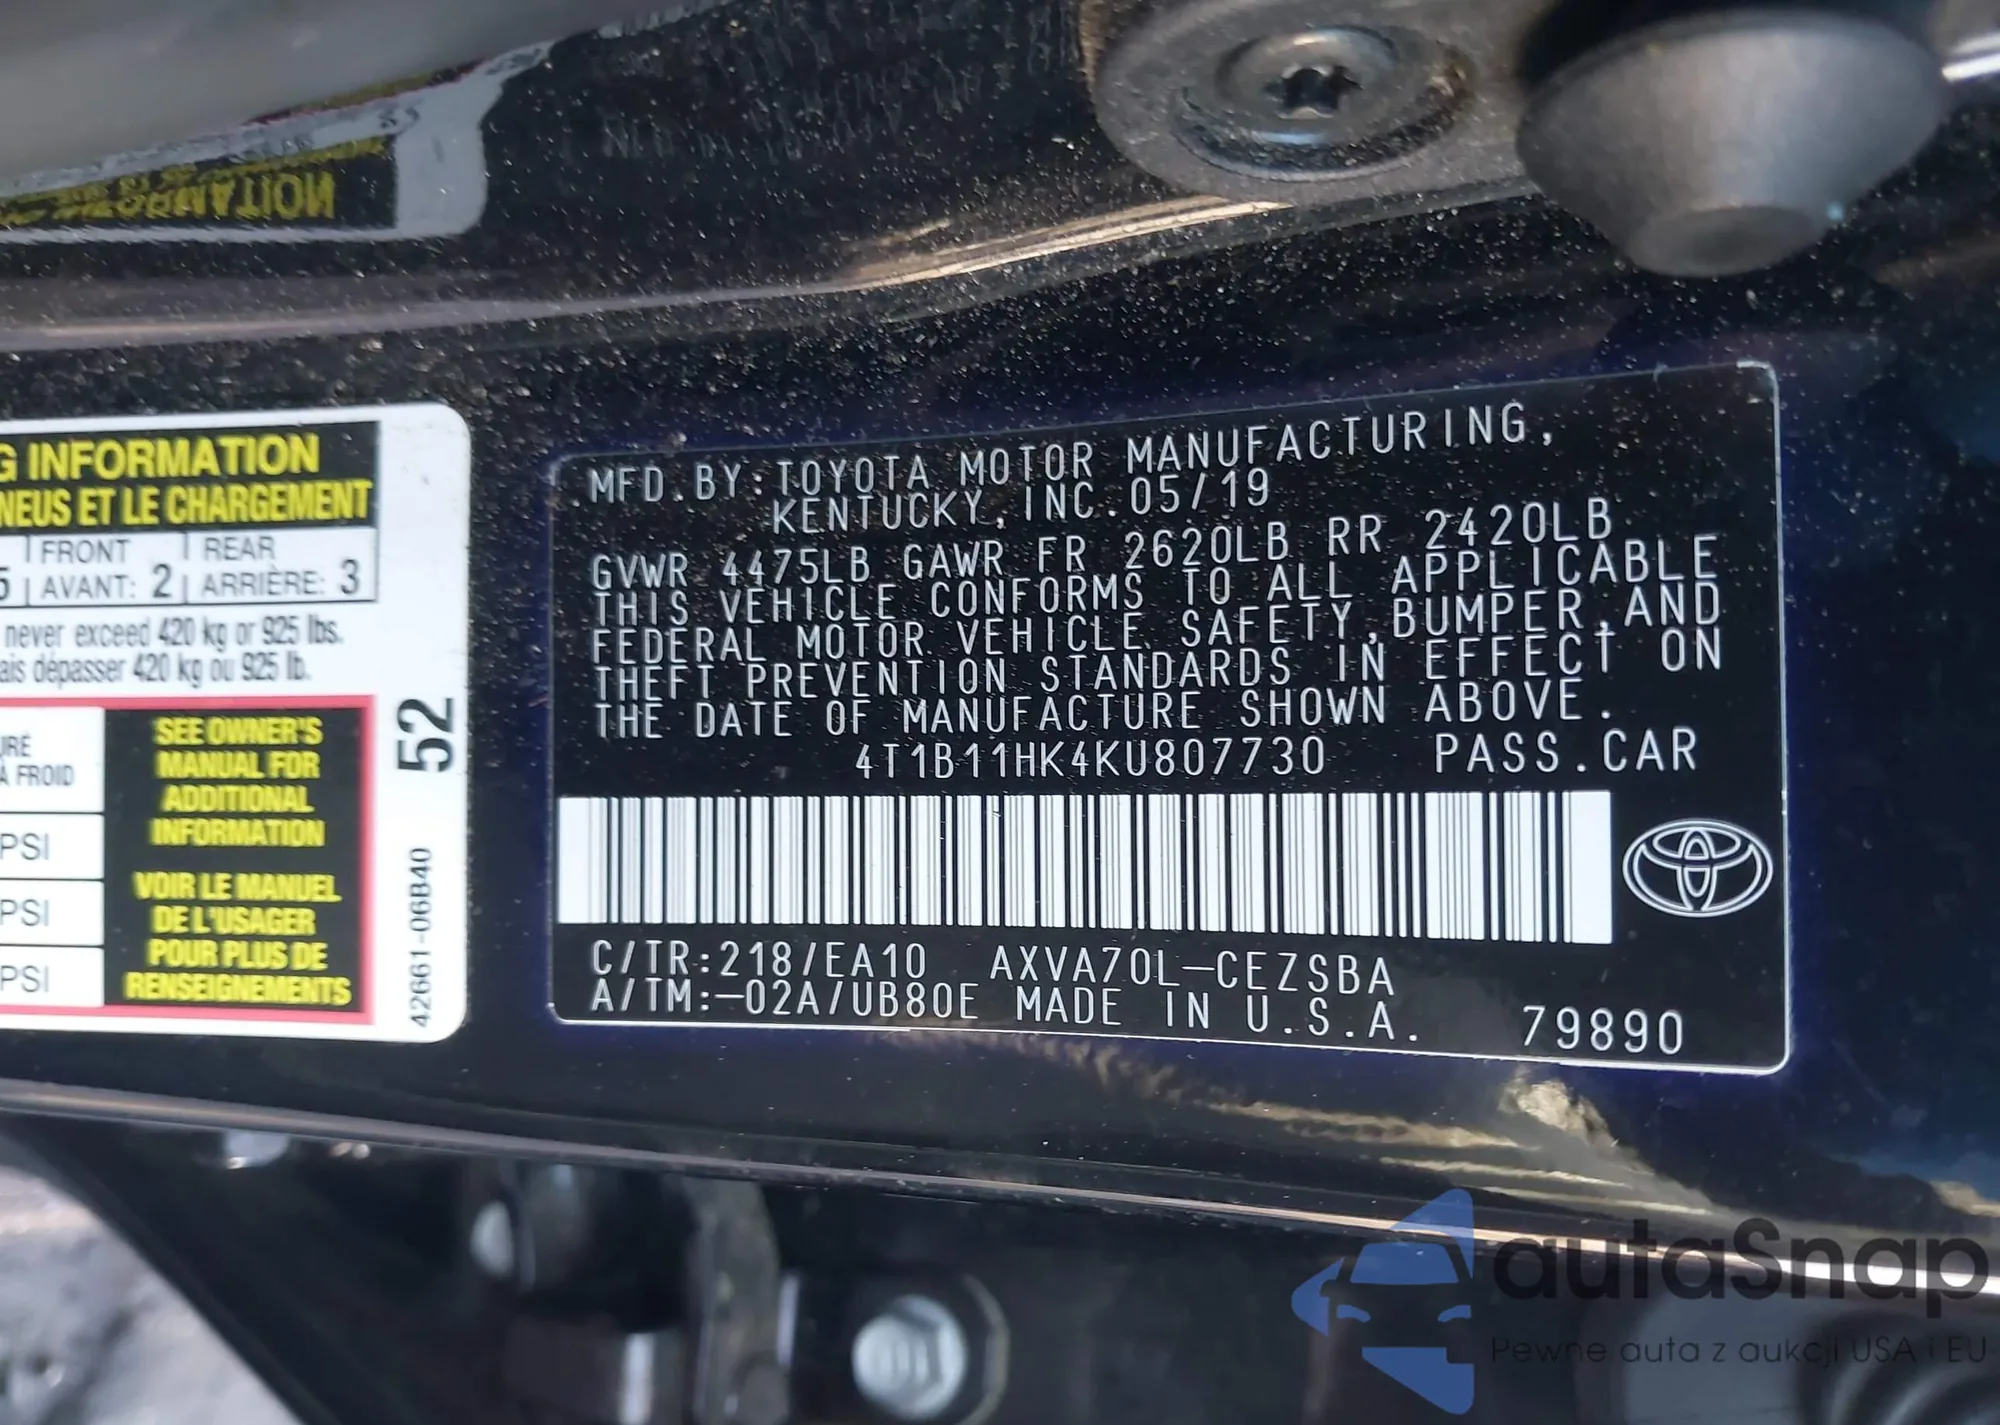 G INFORMATION
NEUS ET LE CHARGEMENT
5 FRONT REAR
AVANT: 2 ARRIÈRE: 3
never exceed 420 kg or 925 lbs.
ais dépasser 420 kg ou 925 lb.
URÉ
À FROID
PSI
PSI
PSI
SEE OWNER'S
MANUAL FOR
ADDITIONAL
INFORMATION
VOIR LE MANUEL
DE L'USAGER
POUR PLUS DE
RENSEIGNEMENTS
52
42661-06B40
MFD.BY:TOYOTA MOTOR MANUFACTURING,
KENTUCKY,INC.05/19
GVWR 4475LB GAWR FR 2620LB RR 2420LB
THIS VEHICLE CONFORMS TO ALL APPLICABLE
FEDERAL MOTOR VEHICLE SAFETY,BUMPER,AND
THEFT PREVENTION STANDARDS IN EFFECT ON
THE DATE OF MANUFACTURE SHOWN ABOVE.
4T1B11HK4KU807730 PASS.CAR
C/TR:218/EA10 AXVA70L-CEZSBA
A/TM:-02A/UB80E MADE IN U.S.A. 79890
autaSnap
Pewne auta z aukcji USA i EU